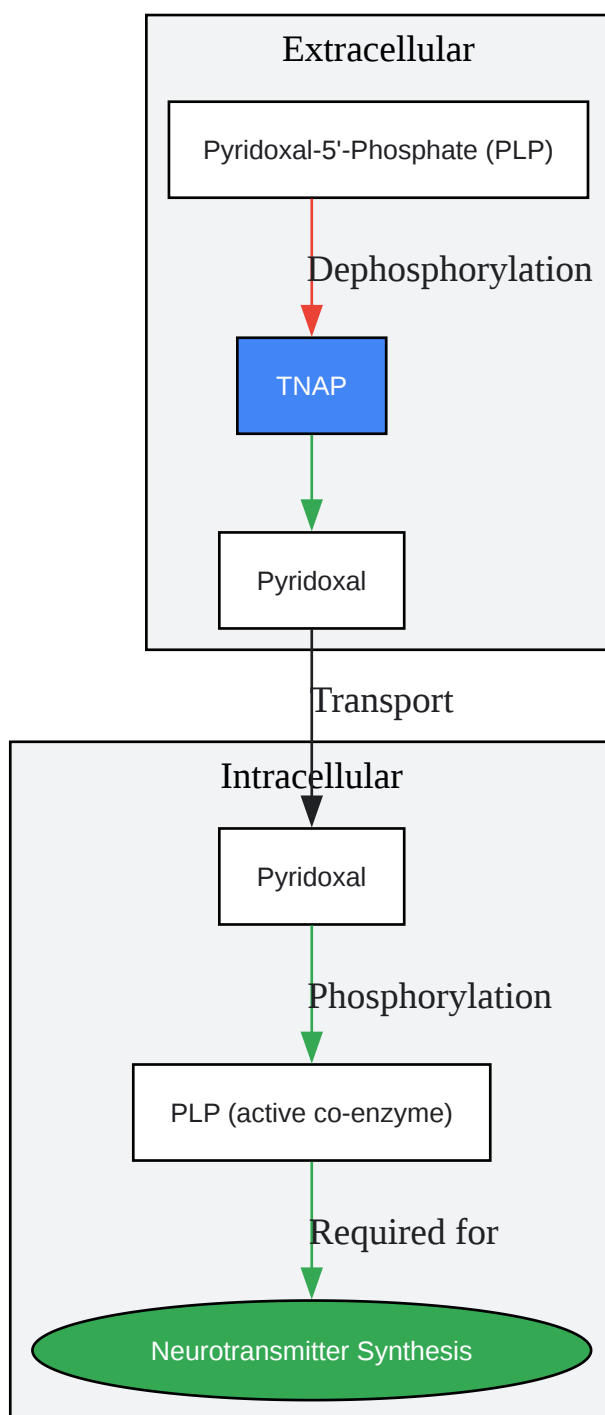 Extracellular
Pyridoxal-5'-Phosphate (PLP)
Dephosphorylation
TNAP
Pyridoxal
Transport
Intracellular
Pyridoxal
Phosphorylation
PLP (active co-enzyme)
Required for
Neurotransmitter Synthesis